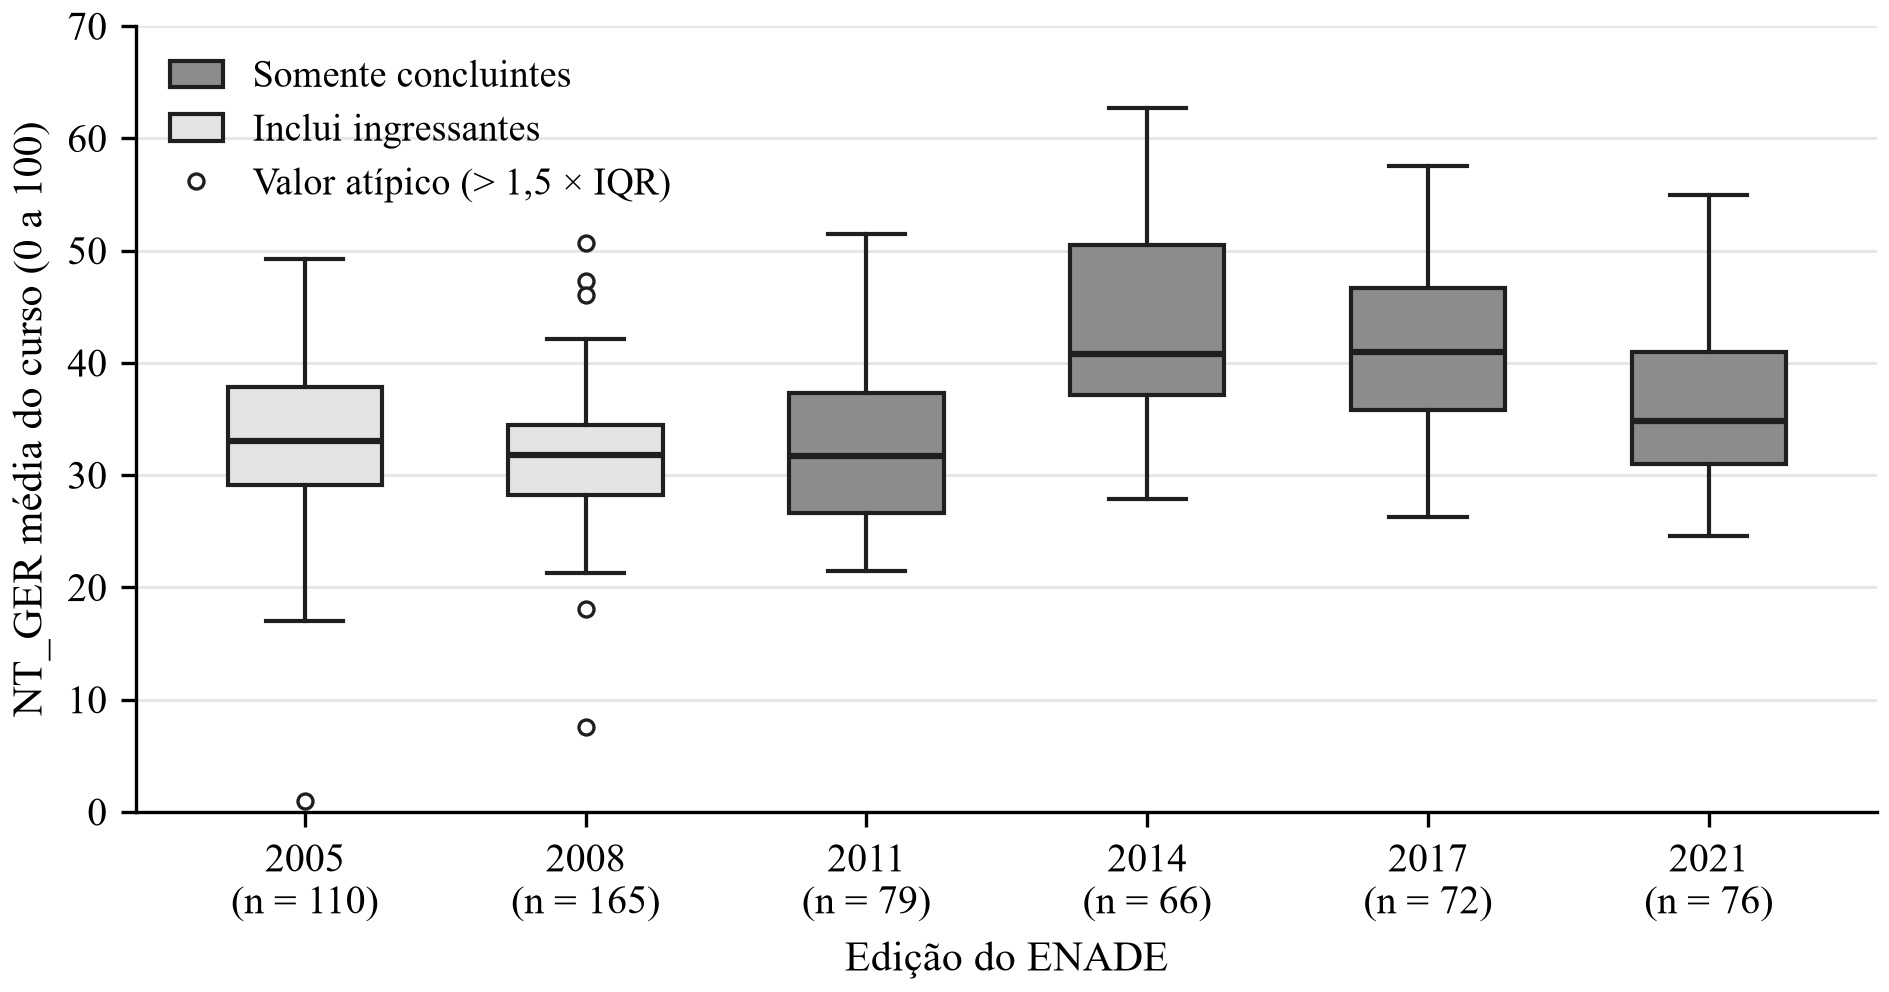 NT_GER média do curso (0 a 100)
70
60
50
40
30
20
10
0
Somente concluintes
Inclui ingressantes
Valor atípico (> 1,5 × IQR)
2005 2008 2011 2014 2017 2021
(n = 110) (n = 165) (n = 79) (n = 66) (n = 72) (n = 76)
Edição do ENADE